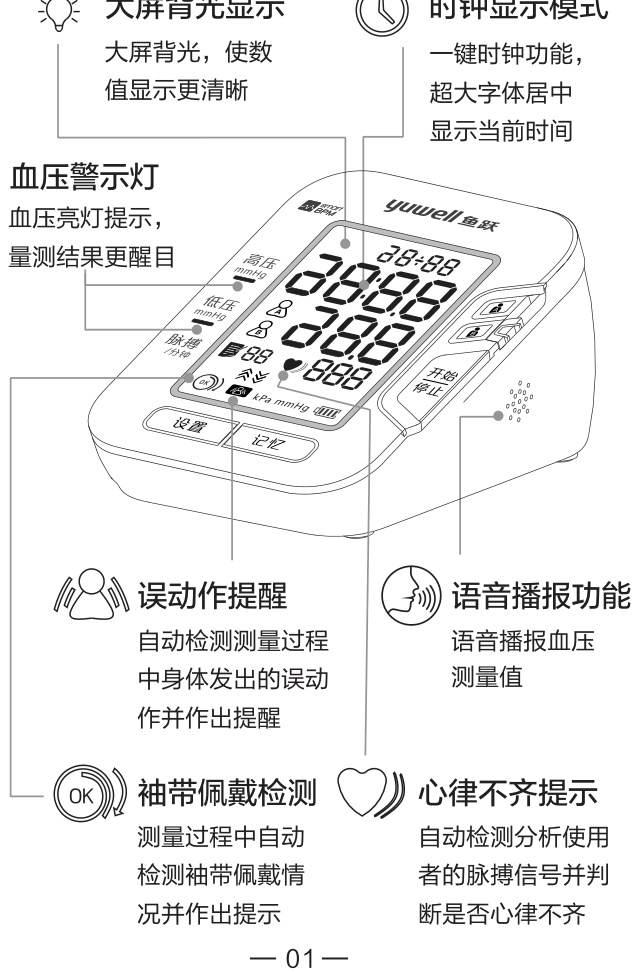 大屏背光显示
大屏背光，使数
值显示更清晰
时钟显示模式
一键时钟功能，
超大字体居中
显示当前时间
血压警示灯
血压亮灯提示，
量测结果更醒目
smart
BPM
yuwell 鱼跃
高压
mmHg
低压
mmHg
脉搏
/分钟
28:88
28:88
A
288
B
88
888
OK
kPa mmHg
开始
停止
设置
记忆
误动作提醒
自动检测测量过程
中身体发出的误动
作并作出提醒
语音播报功能
语音播报血压
测量值
OK
袖带佩戴检测
测量过程中自动
检测袖带佩戴情
况并作出提示
心律不齐提示
自动检测分析使用
者的脉搏信号并判
断是否心律不齐
— 01 —